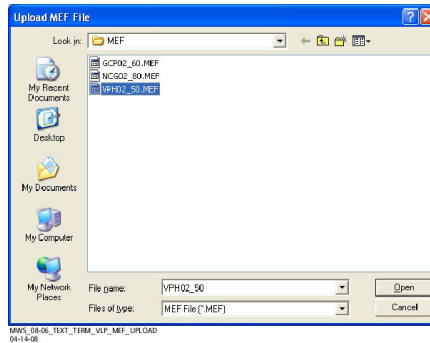 Upload MEF File
Look in: MEF
GCP02_60.MEF
NCG02_80.MEF
VPH02_50.MEF
My Recent
Documents
Desktop
My Documents
My Computer
My Network
Places
File name: VPH02_50 Open
Files of type: MEF File (*.MEF) Cancel
MWS_08-06_TEXT_TERM_VLP_MEF_UPLOAD
04-14-08